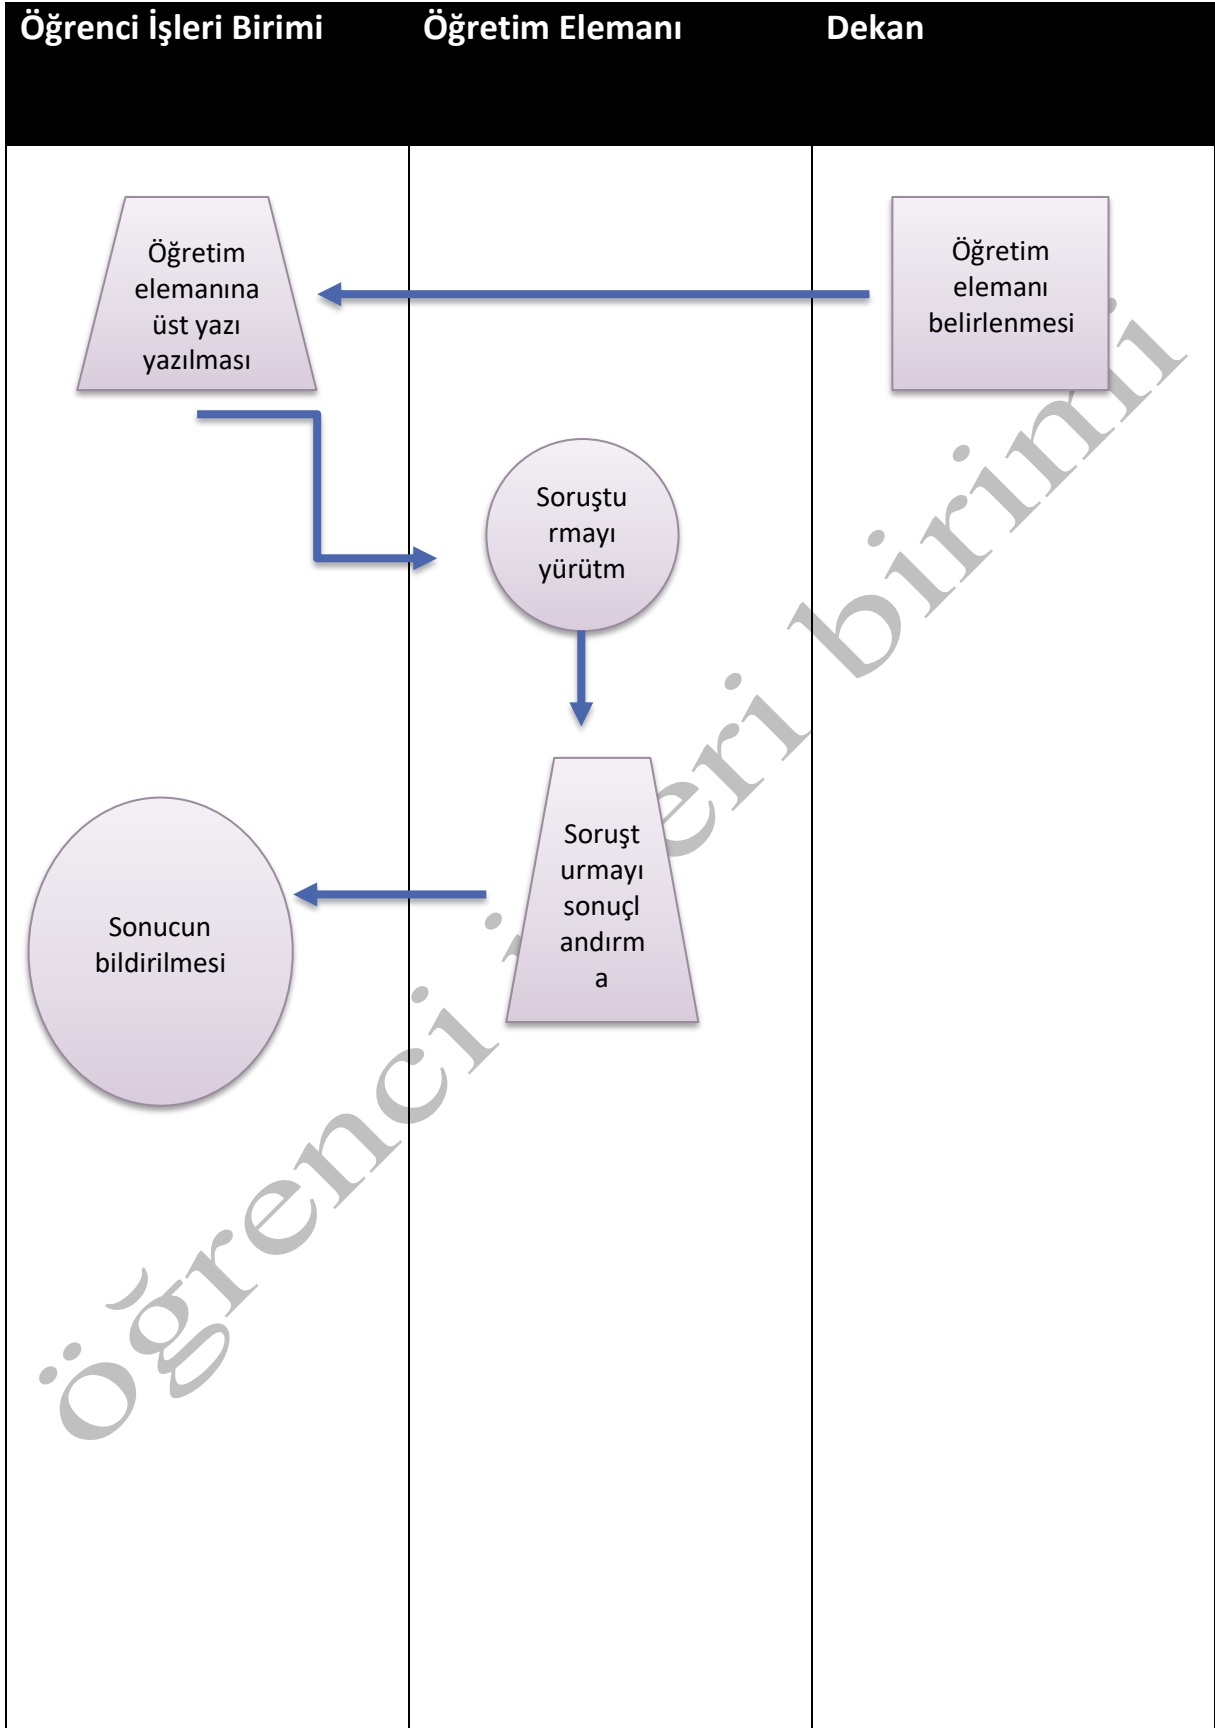 Öğrenci İşleri Birimi
Öğretim Elemanı
Dekan
Öğretim
elemanına
üst yazı
yazılması
Öğretim
elemanı
belirlenmesi
Soruştu
rmayı
yürütm
Soruşt
urmayı
sonuçl
andırm
a
Sonucun
bildirilmesi
öğrenci i eri birimi